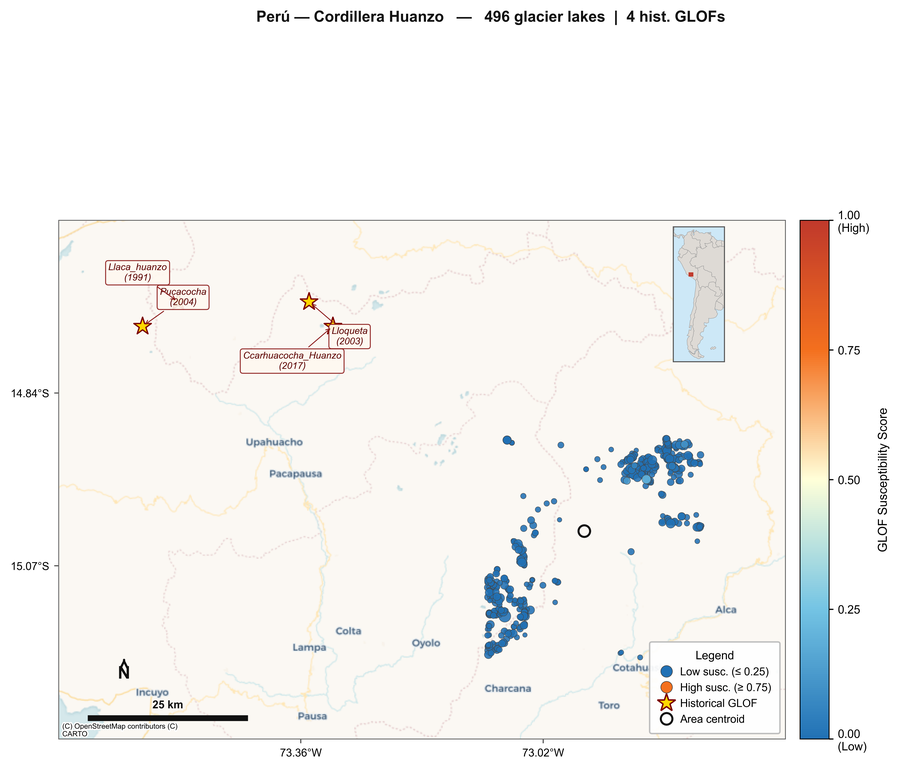 Perú — Cordillera Huanzo — 496 glacier lakes | 4 hist. GLOFs
Llaca_huanzo
(1991)
Pucacocha
(2004)
Lloqueta
(2003)
Ccarhuacocha_Huanzo
(2017)
14.84°S
15.07°S
73.36°W
73.02°W
Upahuacho
Pacapausa
Colta
Lampa
Oyolo
Alca
Charcana
Cotahu
Toro
Incuyo
Pausa
N
25 km
(C) OpenStreetMap contributors (C)
CARTO
Legend
Low susc. (≤ 0.25)
High susc. (≥ 0.75)
Historical GLOF
Area centroid
1.00
(High)
0.75
0.50
0.25
0.00
(Low)
GLOF Susceptibility Score